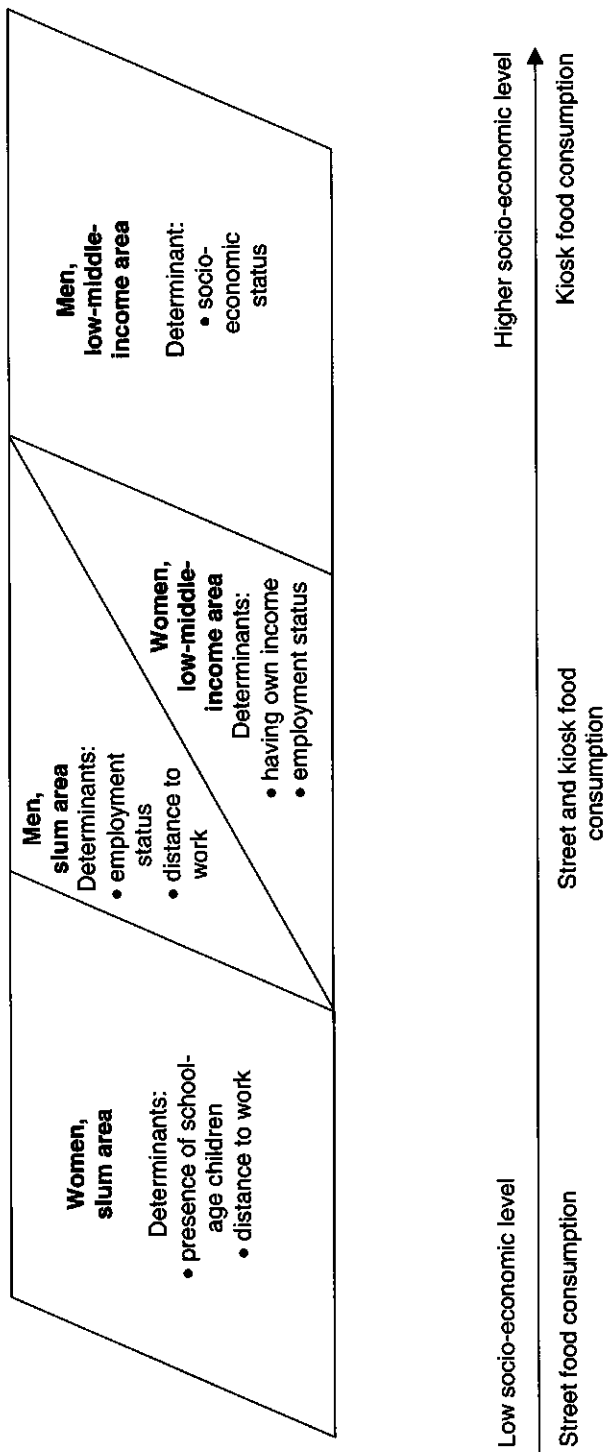 Women,
slum area
Determinants:
• presence of school-
age children
• distance to work
Men,
slum area
Determinants:
• employment
status
• distance to
work
Women,
low-middle-
income area
Determinants:
• having own income
• employment status
Men,
low-middle-
income area
Determinant:
• socio-
economic
status
Low socio-economic level
Higher socio-economic level
Street food consumption
Street and kiosk food
consumption
Kiosk food consumption